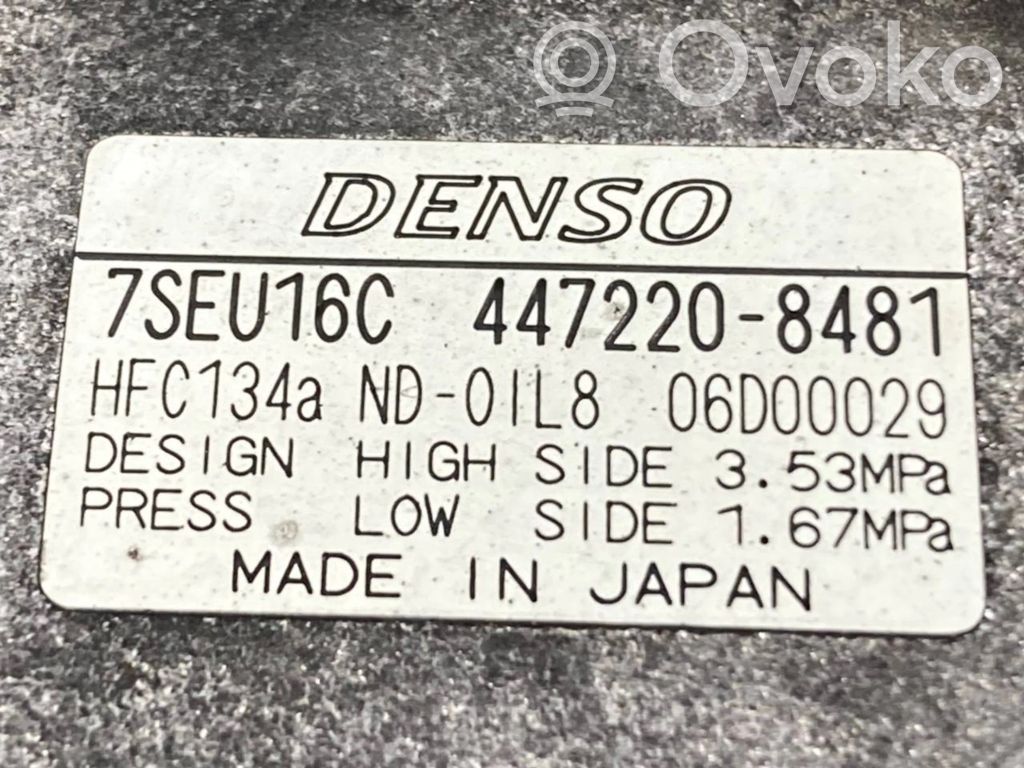 Ovoko
DENSO
7SEU16C 447220-8481
HFC134a ND-OIL8 06D00029
DESIGN HIGH SIDE 3.53MPa
PRESS LOW SIDE 1.67MPa
MADE IN JAPAN